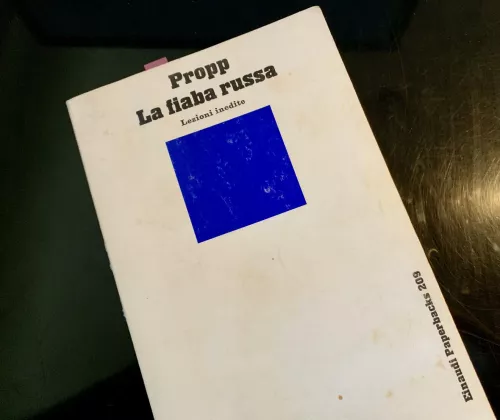 Propp
La fiaba russa
Lezioni inedite
Einaudi Paperbacks 209